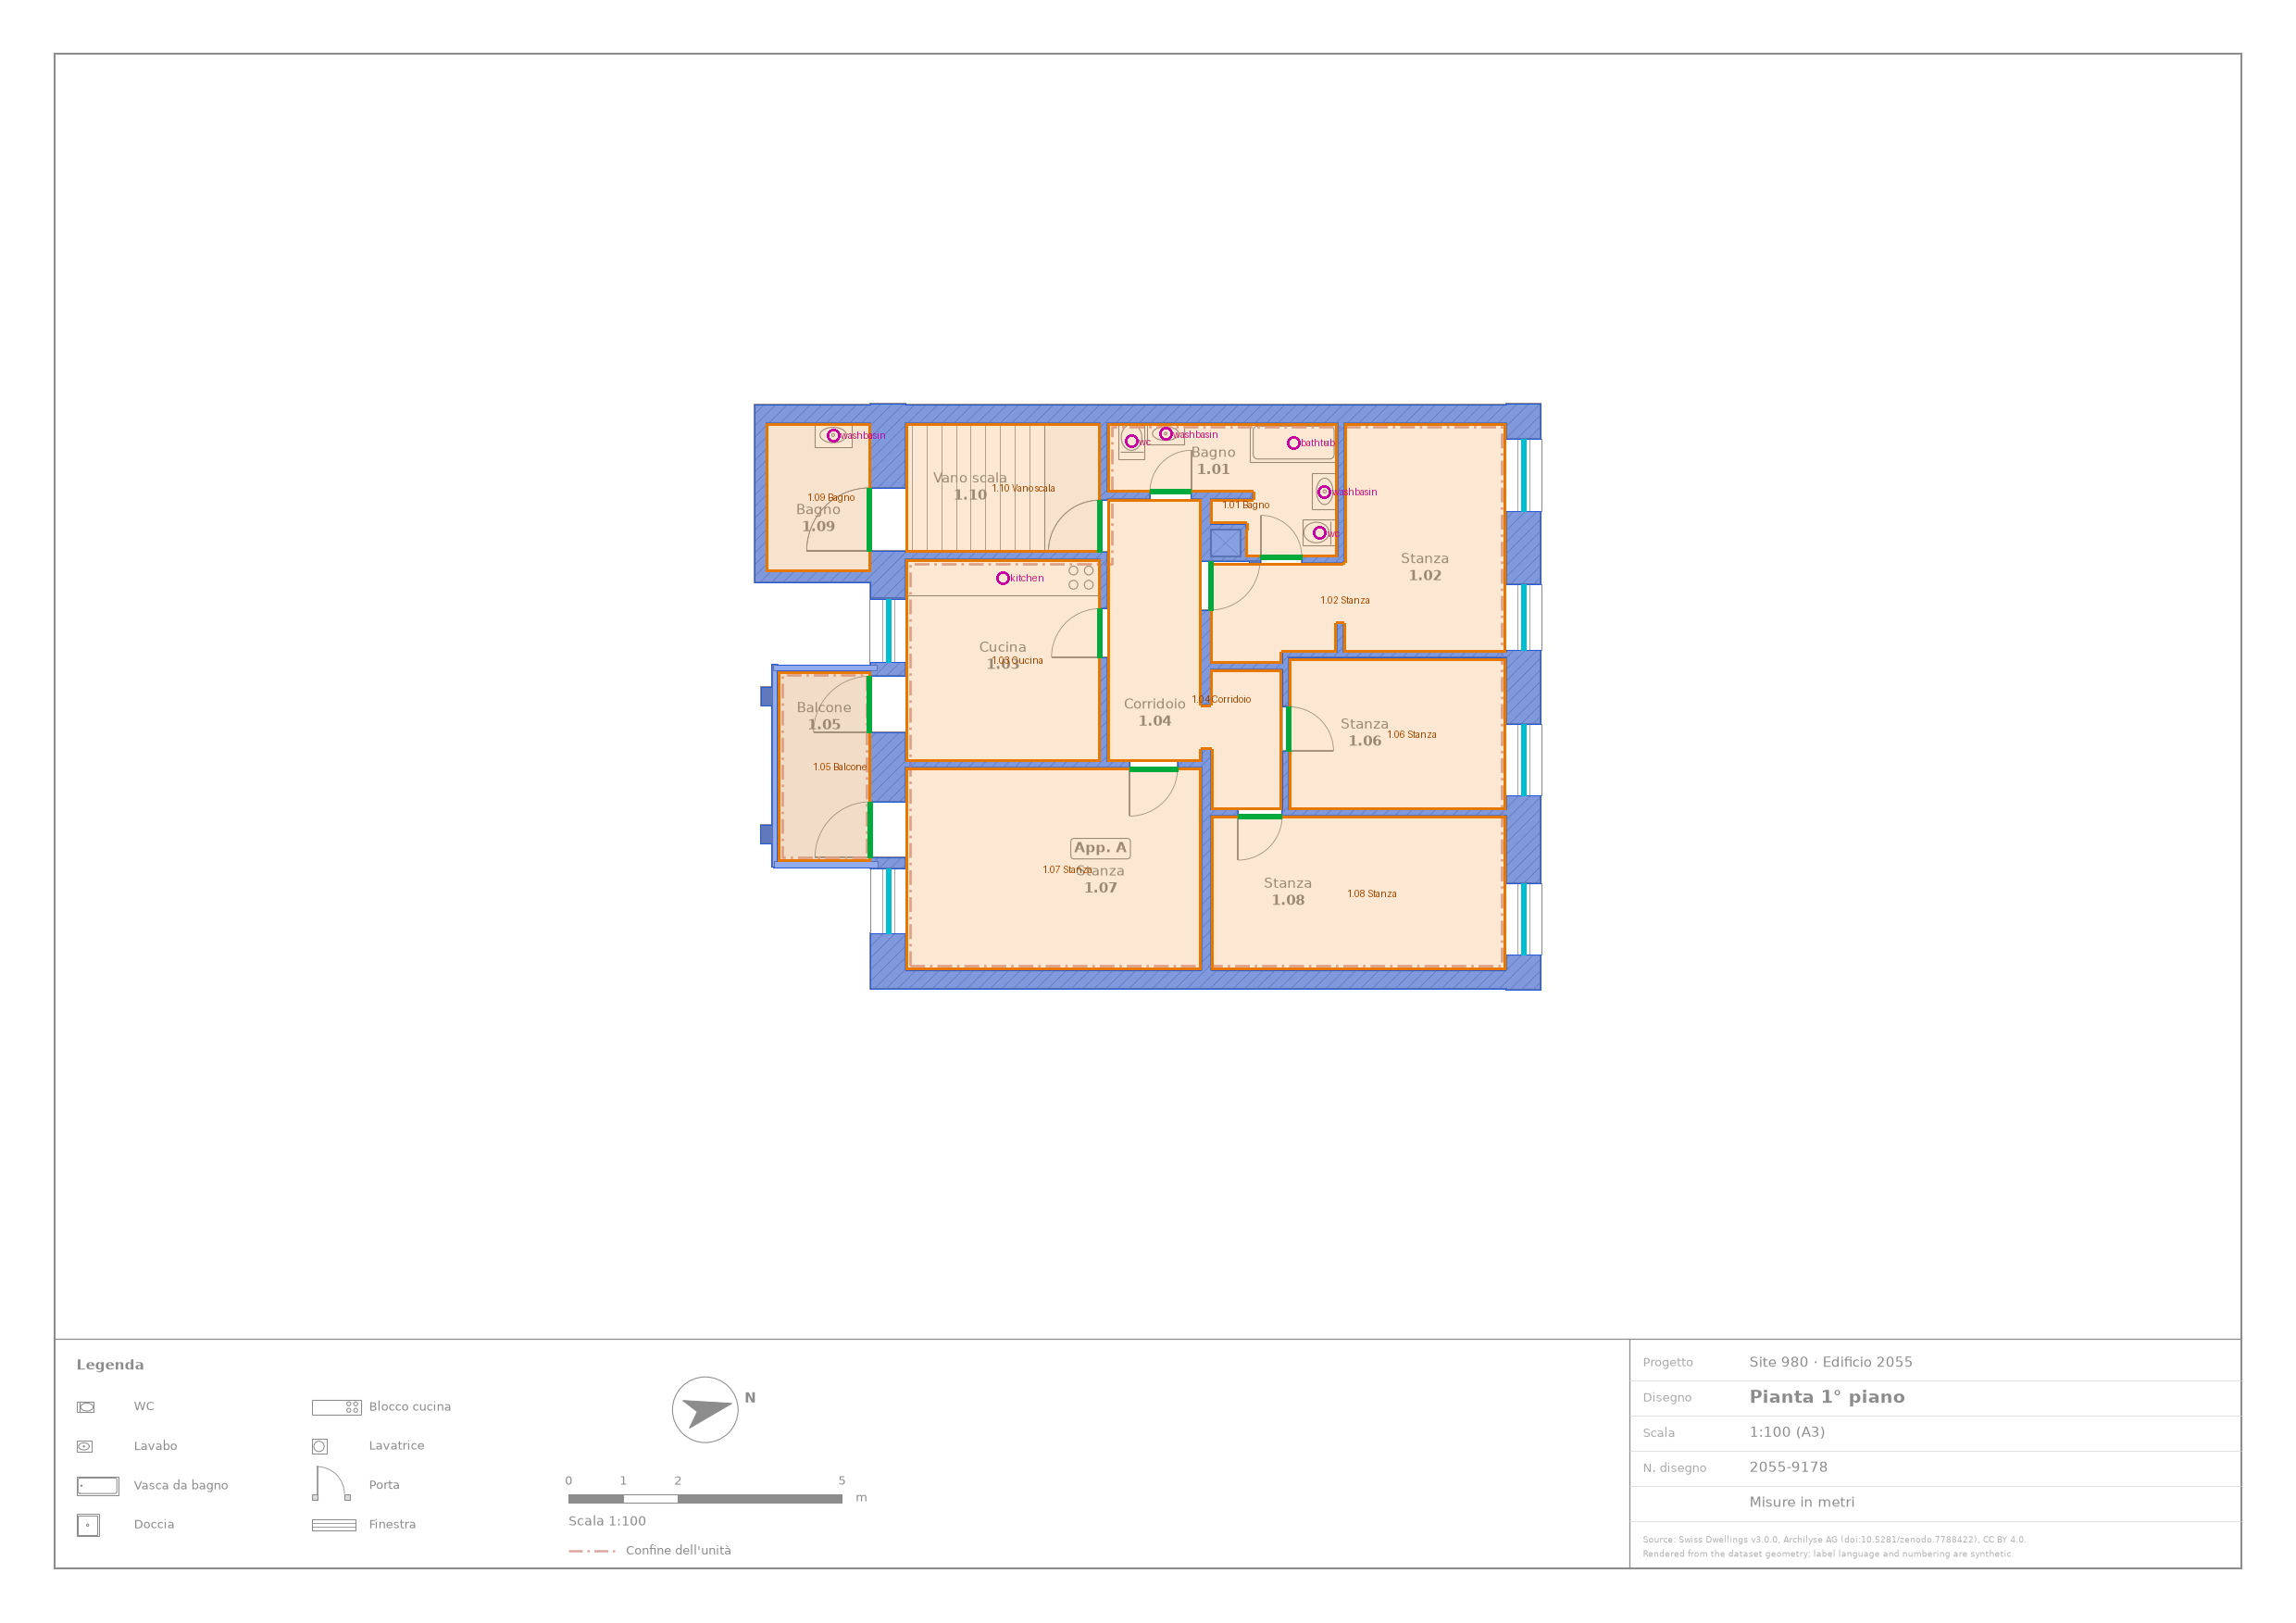 washbasin
wc
washbasin
Bagno
1.01
bathtub
Vano scala
1.10
1.10 Vano scala
washbasin
1.09 Bagno
Bagno
1.09
1.01 Bagno
wc
Stanza
1.02
kitchen
1.02 Stanza
Cucina
1.03
1.03 Cucina
Balcone
1.05
Corridoio
1.04
1.04 Corridoio
Stanza
1.06
1.06 Stanza
1.05 Balcone
App. A
1.07 Stanza
Stanza
1.07
Stanza
1.08
1.08 Stanza
Legenda
WC
Lavabo
Vasca da bagno
Doccia
Blocco cucina
Lavatrice
Porta
Finestra
N
0 1 2 5
m
Scala 1:100
Confine dell'unità
Progetto Site 980 · Edificio 2055
Disegno Pianta 1° piano
Scala 1:100 (A3)
N. disegno 2055-9178
Misure in metri
Source: Swiss Dwellings v3.0.0, Archilyse AG (doi:10.5281/zenodo.7788422), CC BY 4.0.
Rendered from the dataset geometry; label language and numbering are synthetic.